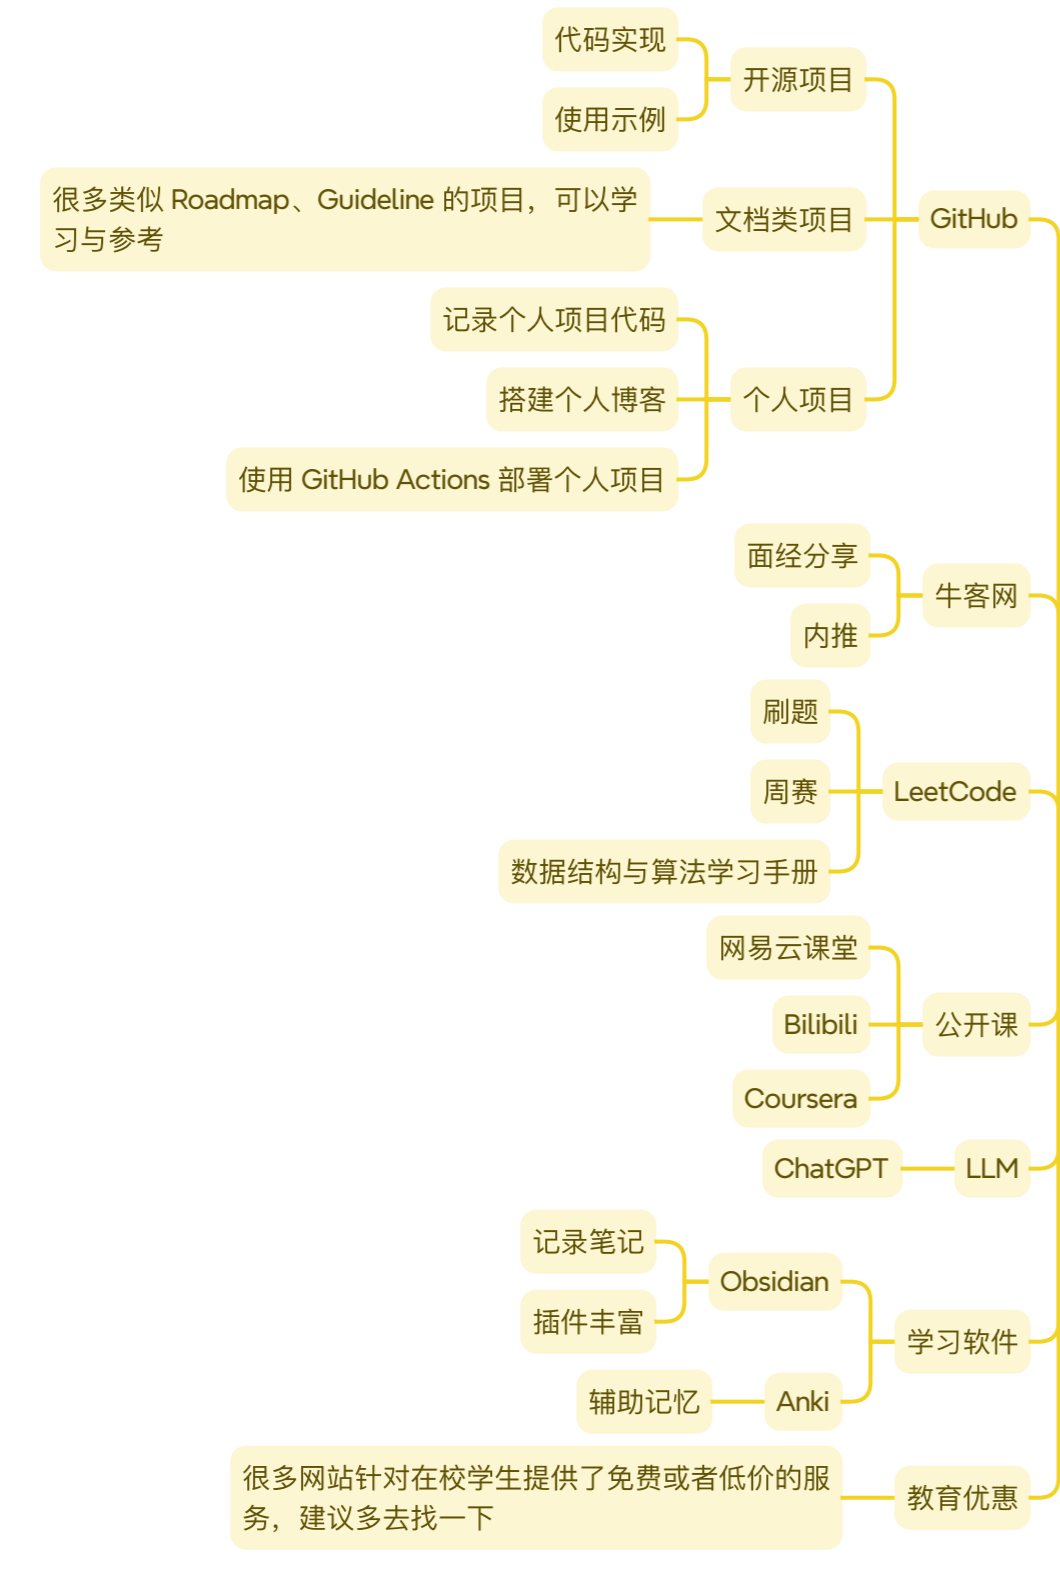 代码实现
使用示例
开源项目
很多类似 Roadmap、Guideline 的项目，可以学
习与参考
文档类项目
GitHub
记录个人项目代码
搭建个人博客
使用 GitHub Actions 部署个人项目
个人项目
面经分享
内推
牛客网
刷题
周赛
数据结构与算法学习手册
LeetCode
网易云课堂
Bilibili
Coursera
公开课
ChatGPT
LLM
记录笔记
插件丰富
Obsidian
辅助记忆
Anki
学习软件
很多网站针对在校学生提供了免费或者低价的服
务，建议多去找一下
教育优惠